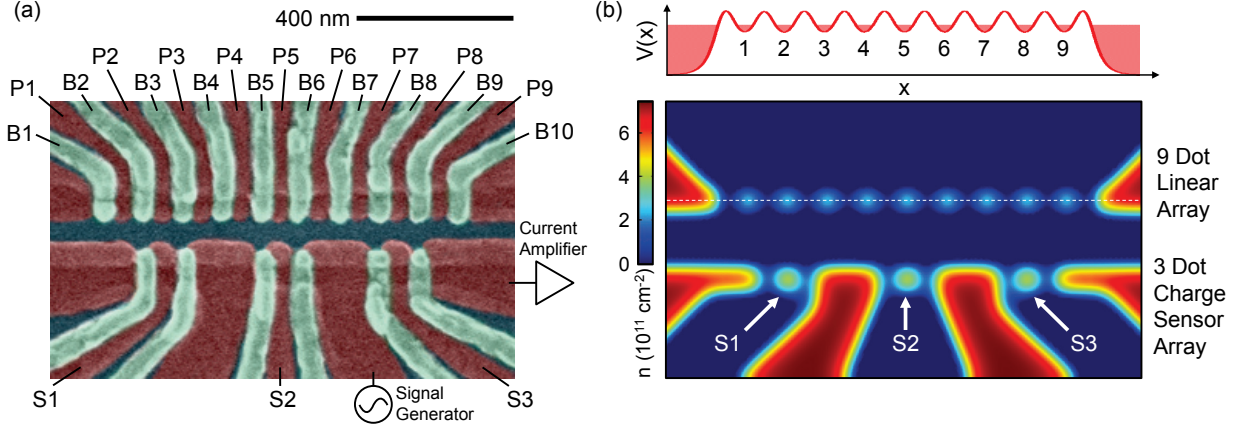 (a)
400 nm
P2 P3 P4 P5 P6 P7 P8
P1 B2 B3 B4 B5 B6 B7 B8 B9 P9
B1 B10
Current
Amplifier
S1 S2 S3
Signal
Generator
(b)
V(x)
1 2 3 4 5 6 7 8 9
x
6
4
2
0
n (10¹¹ cm⁻²)
S1 S2 S3
9 Dot
Linear
Array
3 Dot
Charge
Sensor
Array